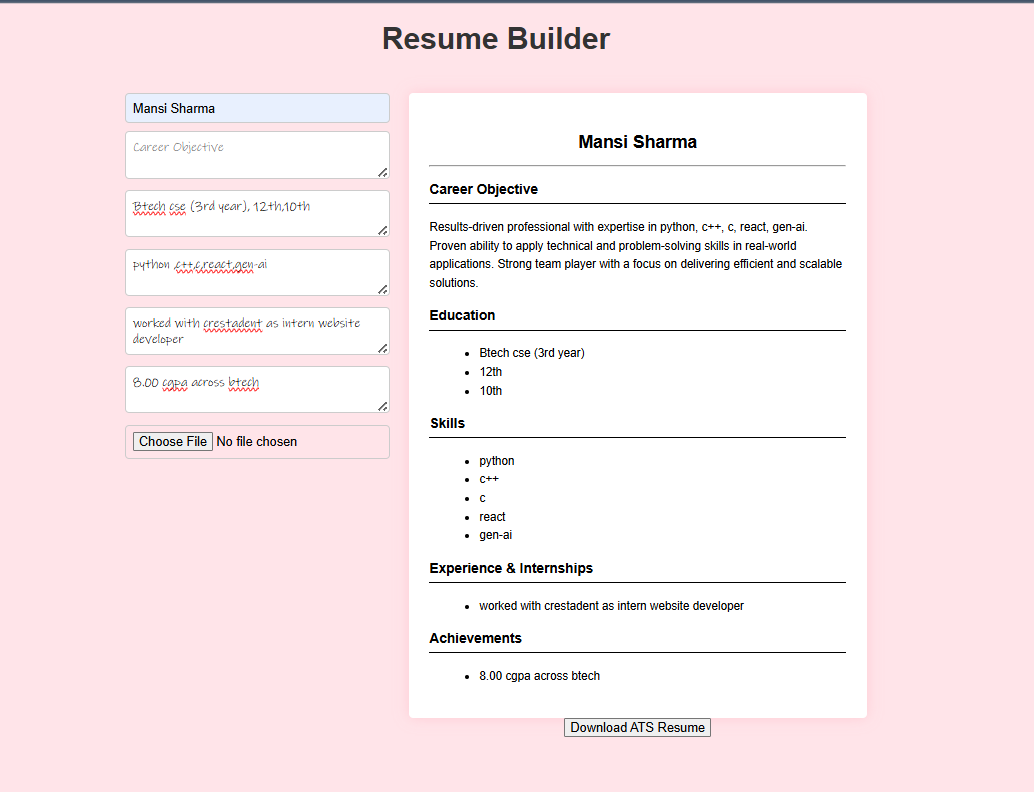 Resume Builder
Mansi Sharma
Career Objective
Btech cse (3rd year), 12th,10th
python ,c++,c,react,gen-ai
worked with crestadent as intern website
developer
8.00 cgpa across btech
Choose File No file chosen
Mansi Sharma
Career Objective
Results-driven professional with expertise in python, c++, c, react, gen-ai.
Proven ability to apply technical and problem-solving skills in real-world
applications. Strong team player with a focus on delivering efficient and scalable
solutions.
Education
• Btech cse (3rd year)
• 12th
• 10th
Skills
• python
• c++
• c
• react
• gen-ai
Experience & Internships
• worked with crestadent as intern website developer
Achievements
• 8.00 cgpa across btech
Download ATS Resume